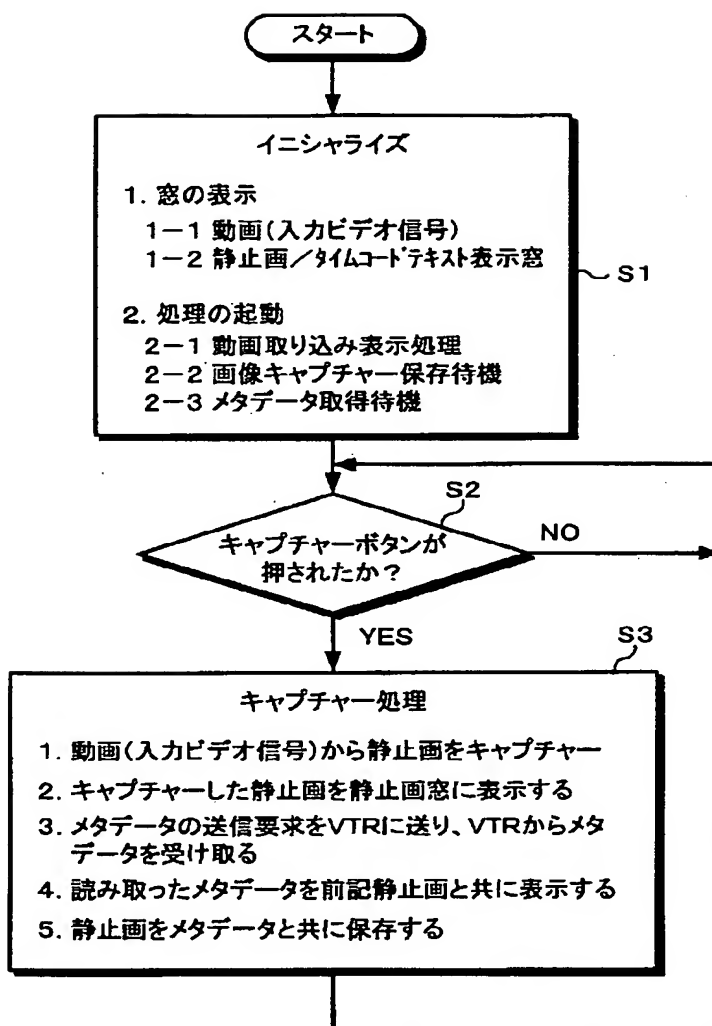 スタート
イニシャライズ
1. 窓の表示
1−1 動画(入力ビデオ信号)
1−2 静止画／タイムコードテキスト表示窓
S1
2. 処理の起動
2−1 動画取り込み表示処理
2−2 画像キャプチャー保存待機
2−3 メタデータ取得待機
S2
キャプチャーボタンが
押されたか？
NO
YES
S3
キャプチャー処理
1. 動画(入力ビデオ信号)から静止画をキャプチャー
2. キャプチャーした静止画を静止画窓に表示する
3. メタデータの送信要求をVTRに送り、VTRからメタ
データを受け取る
4. 読み取ったメタデータを前記静止画と共に表示する
5. 静止画をメタデータと共に保存する